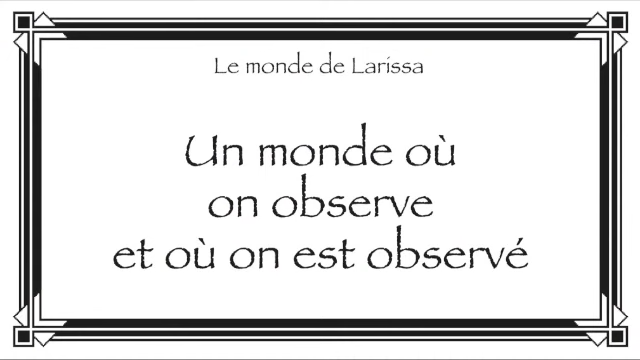 Le monde de Larissa
Un monde où
on observe
et où on est observé